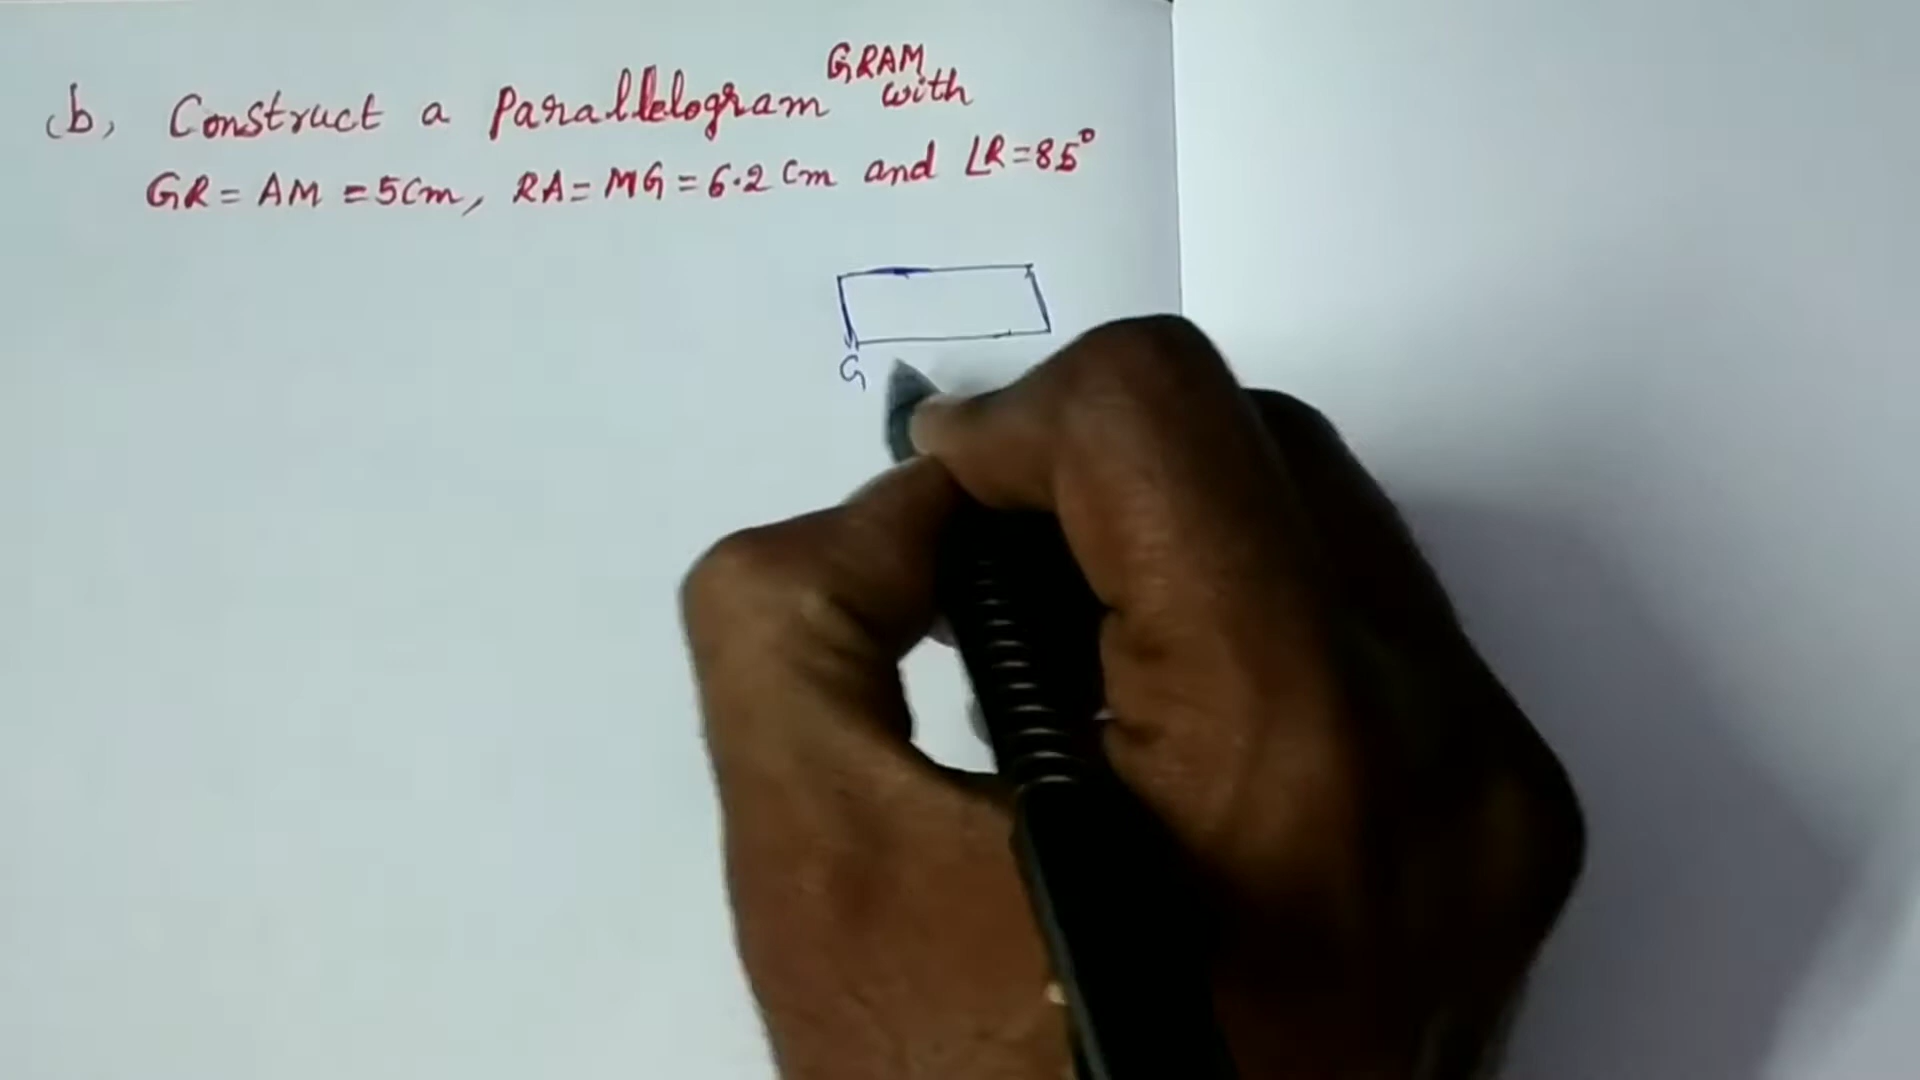 (b, Construct a Parallelogram GRAM with
GR = AM = 5cm, RA = MG = 6.2 cm and ∠R = 85°
G